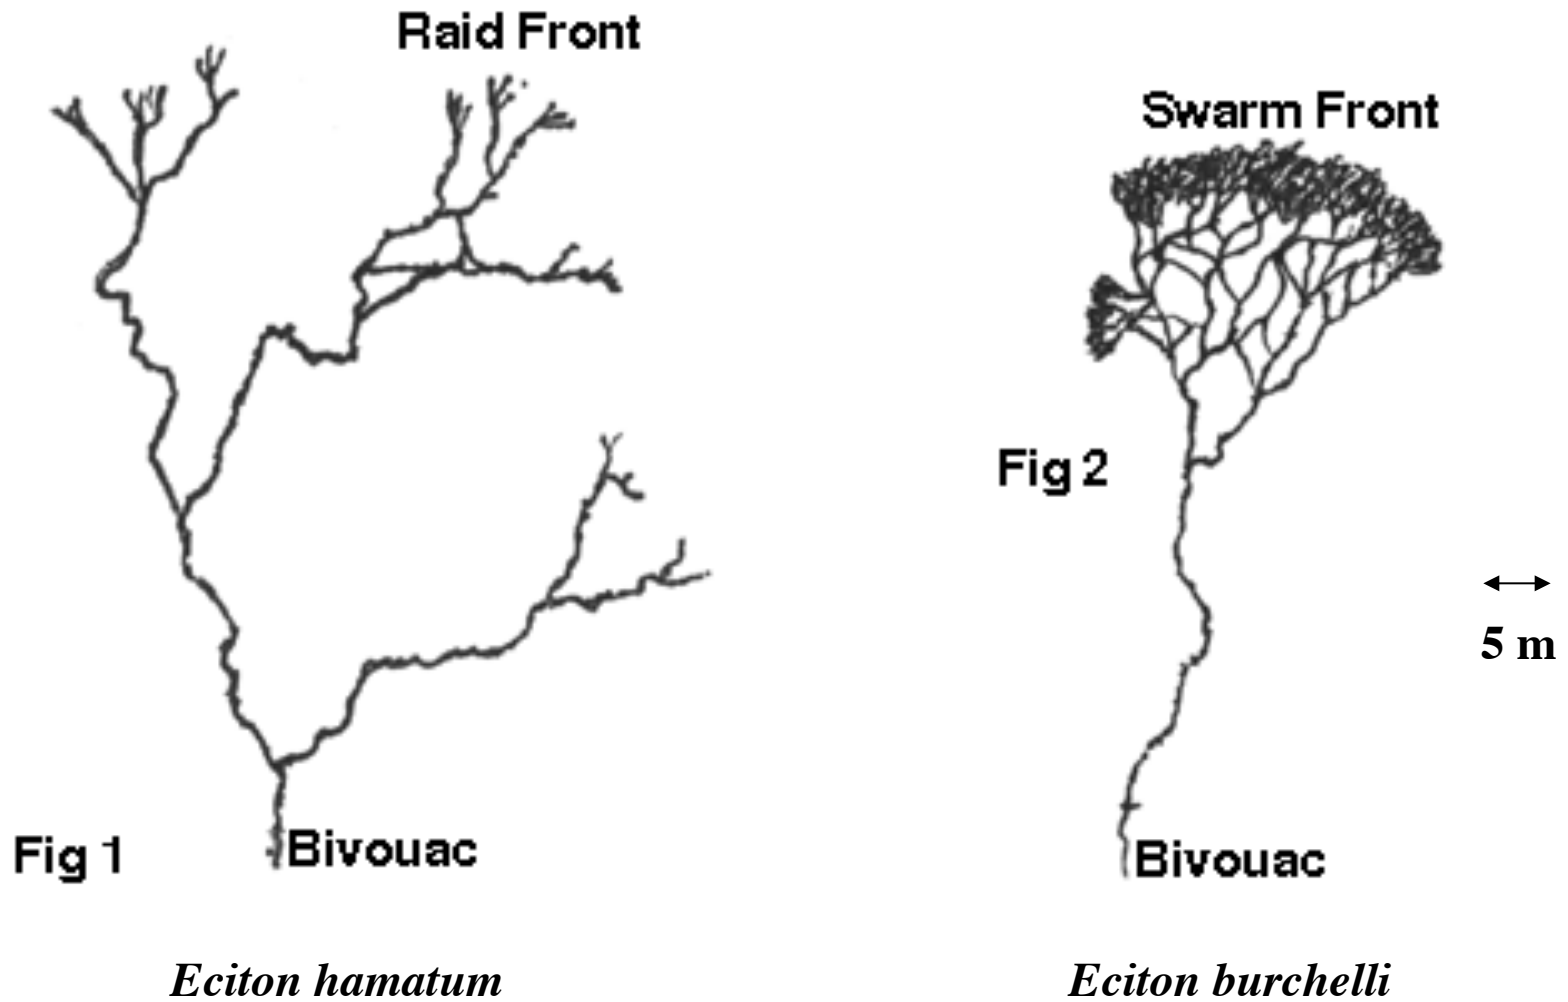 Raid Front
Swarm Front
Fig 2
5 m
Fig 1
Bivouac
Bivouac
Eciton hamatum
Eciton burchelli